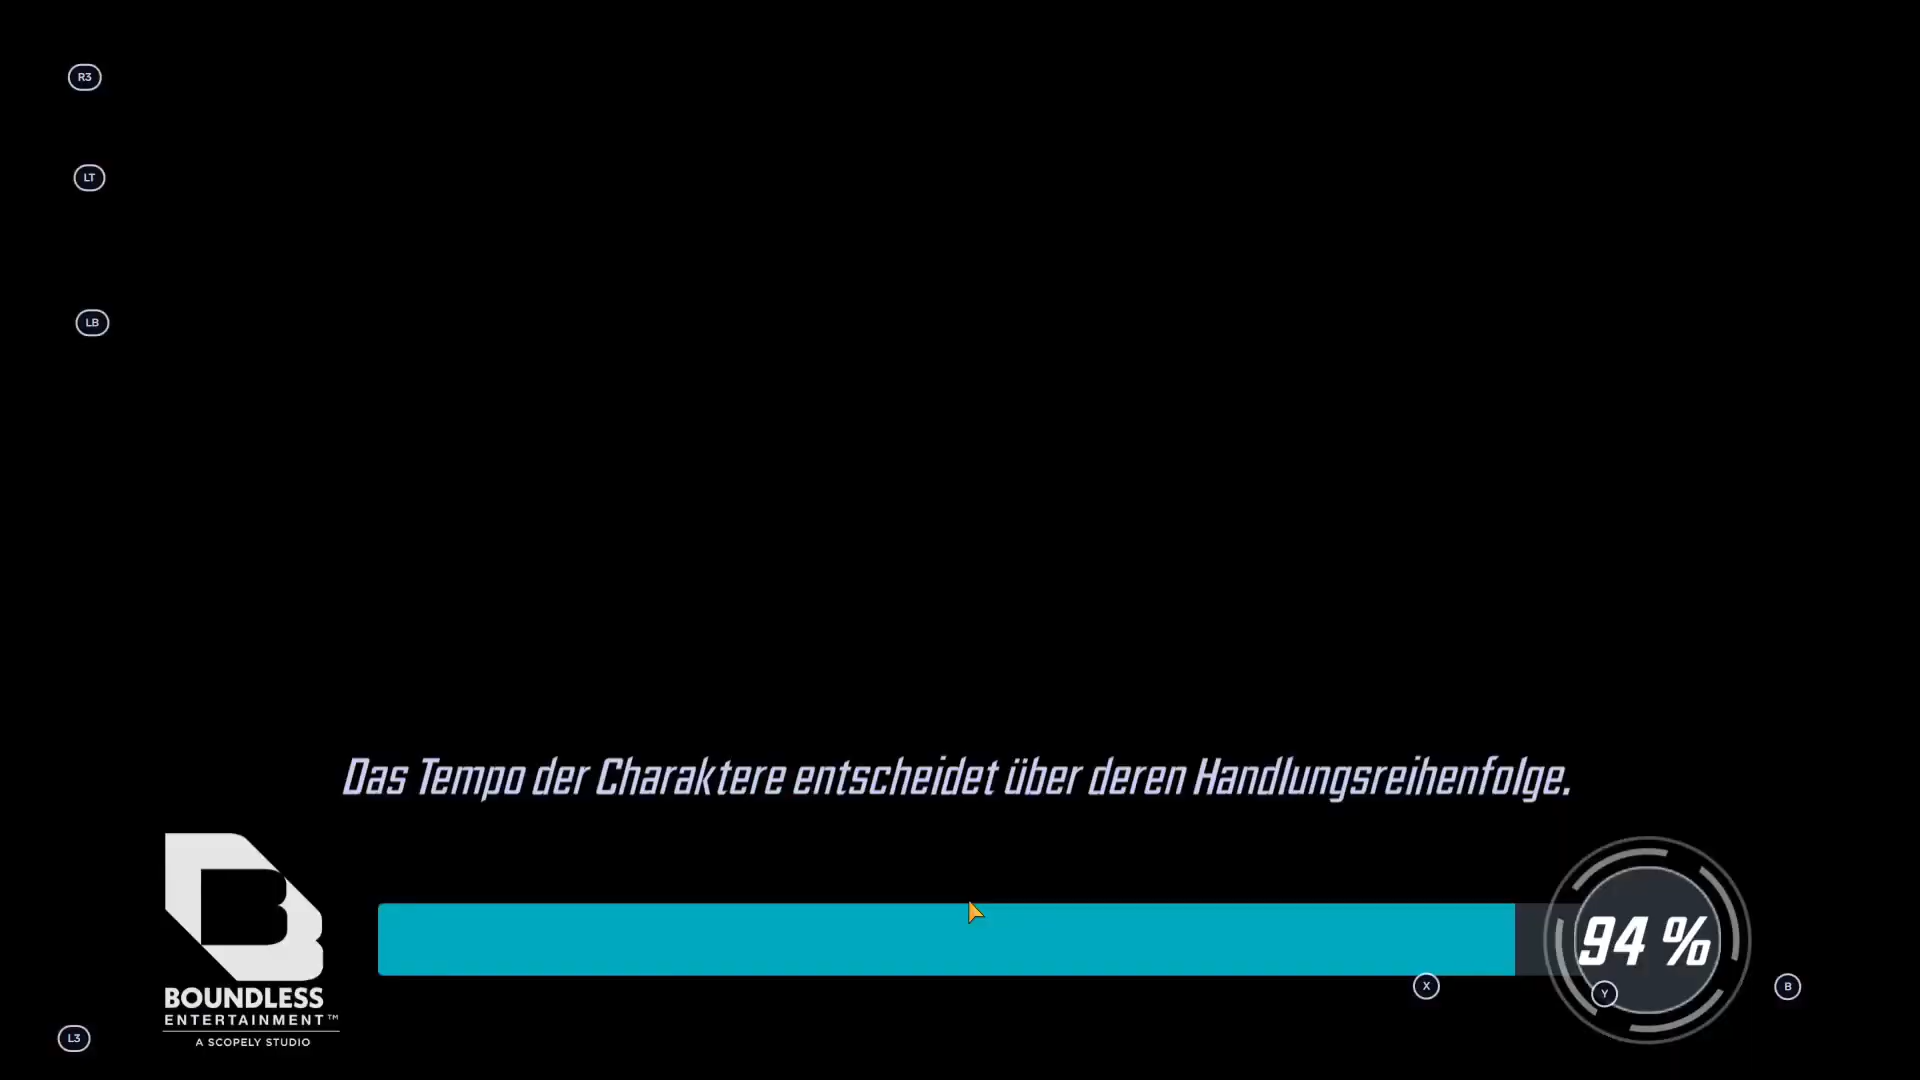 R3
LT
LB
Das Tempo der Charaktere entscheidet über deren Handlungsreihenfolge.
94 %
X
Y
B
BOUNDLESS
ENTERTAINMENT™
A SCOPELY STUDIO
L3